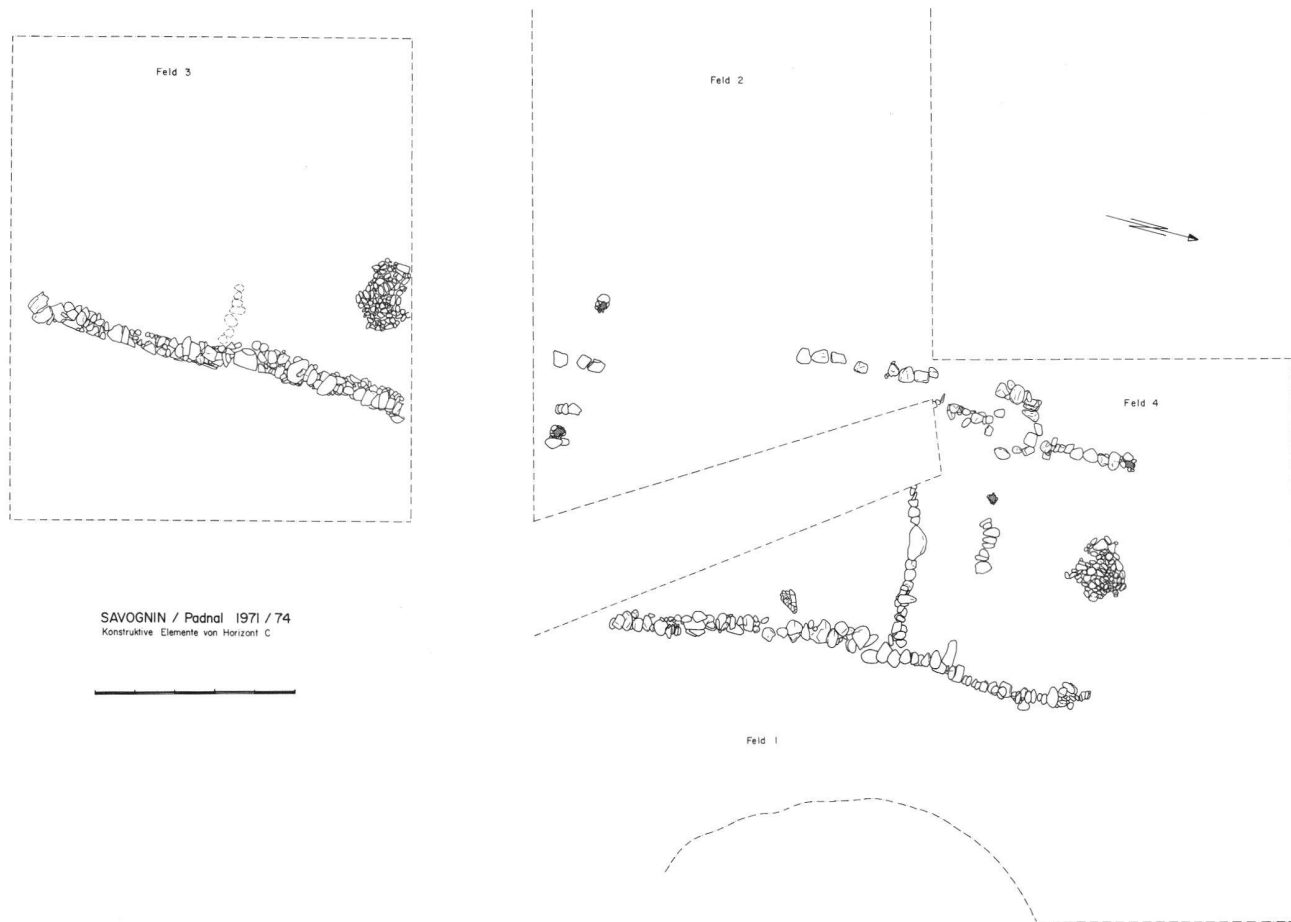 Feld 3
Feld 2
Feld 4
SAVOGNIN / Padnal 1971 / 74
Konstruktive Elemente von Horizont C
Feld 1